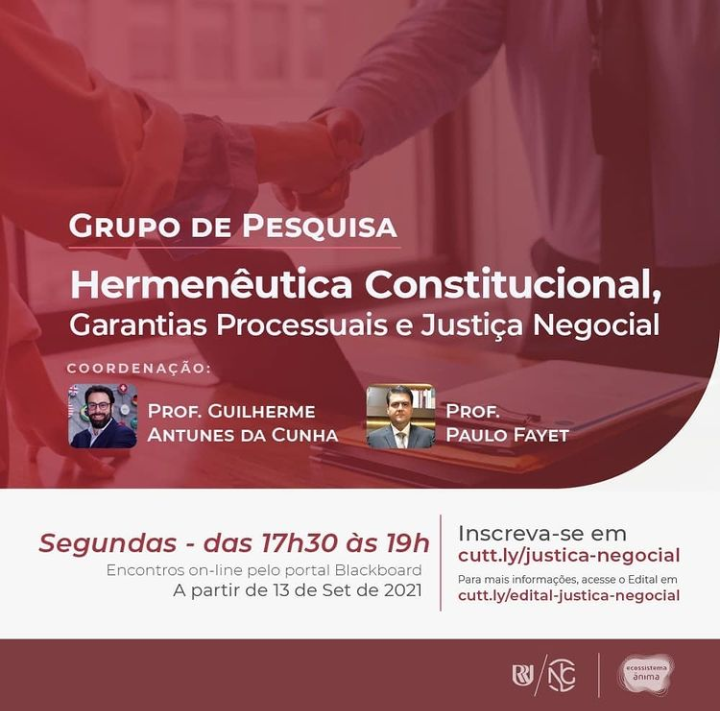 GRUPO DE PESQUISA
Hermenêutica Constitucional,
Garantias Processuais e Justiça Negocial
COORDENAÇÃO:
PROF. GUILHERME
ANTUNES DA CUNHA
PROF.
PAULO FAYET
Segundas - das 17h30 às 19h
Encontros on-line pelo portal Blackboard
A partir de 13 de Set de 2021
Inscreva-se em
cutt.ly/justica-negocial
Para mais informações, acesse o Edital em
cutt.ly/edital-justica-negocial
ecossistema
ânima